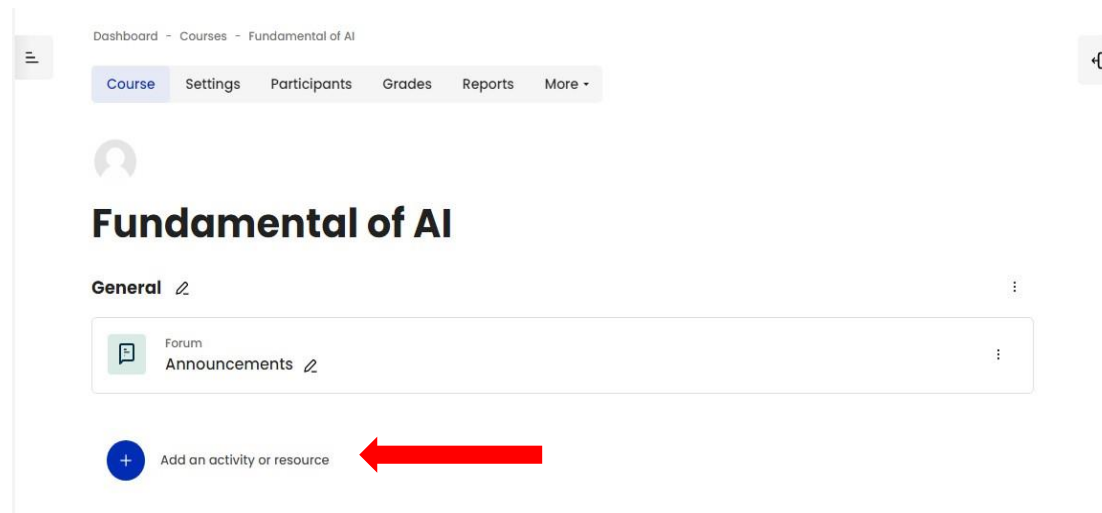 Dashboard - Courses - Fundamental of AI
Course Settings Participants Grades Reports More
Fundamental of AI
General
Forum
Announcements
+ Add an activity or resource